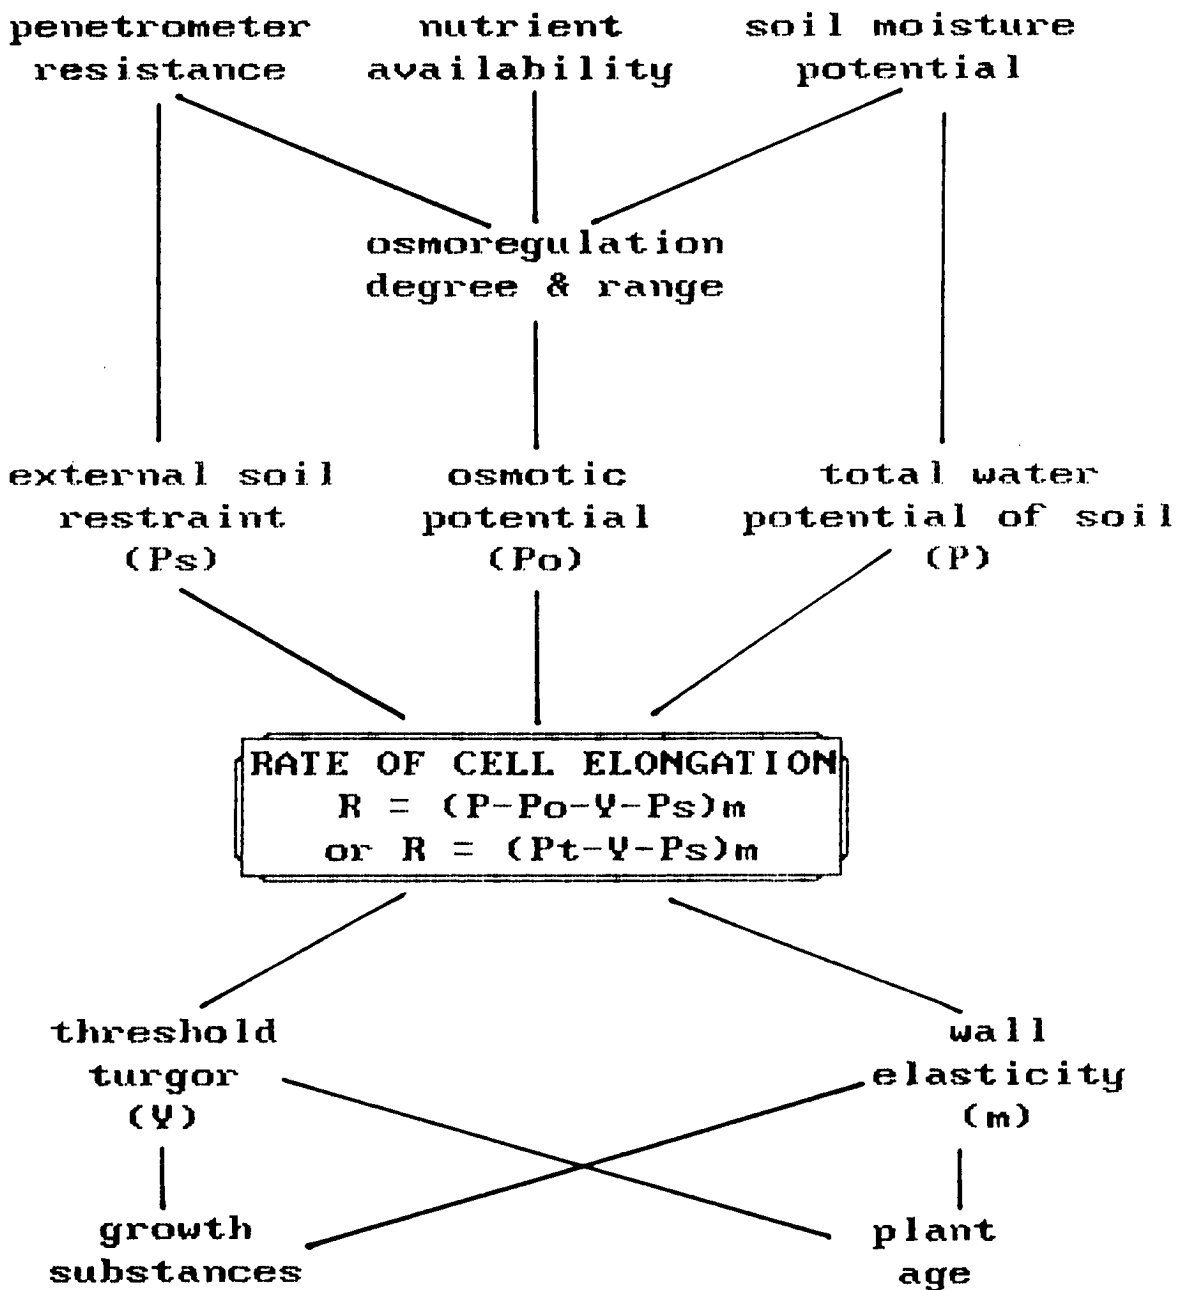 penetrometer
resistance
nutrient
availability
soil moisture
potential
osmoregulation
degree & range
external soil
restraint
(Ps)
osmotic
potential
(Po)
total water
potential of soil
(P)
RATE OF CELL ELONGATION
R = (P-Po-Y-Ps)m
or R = (Pt-Y-Ps)m
threshold
turgor
(Y)
wall
elasticity
(m)
growth
substances
plant
age